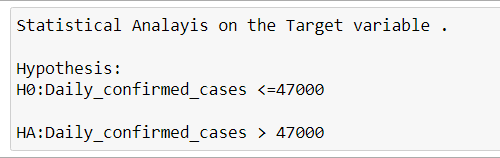 Statistical Analayis on the Target variable .
Hypothesis:
H0:Daily_confirmed_cases <=47000
HA:Daily_confirmed_cases > 47000